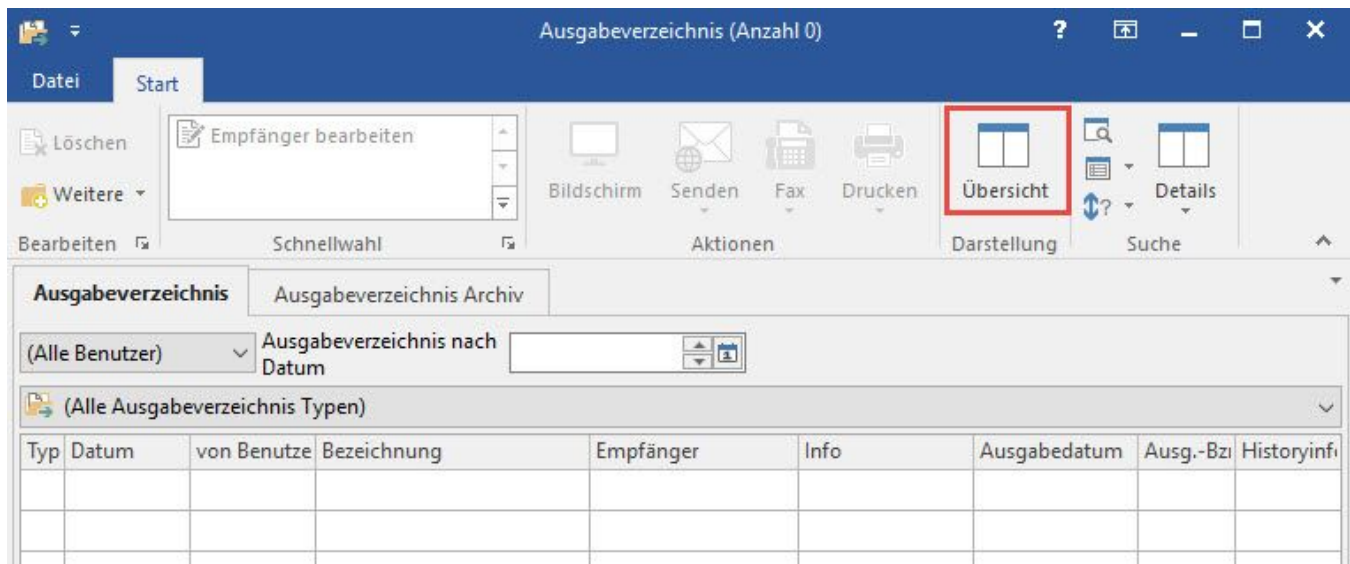 Ausgabeverzeichnis (Anzahl 0)
?
Datei Start
Löschen
Empfänger bearbeiten
Weitere
Bildschirm Senden Fax Drucken Übersicht Details
?
Bearbeiten Schnellwahl Aktionen Darstellung Suche
Ausgabeverzeichnis Ausgabeverzeichnis Archiv
(Alle Benutzer) Ausgabeverzeichnis nach
Datum
1
(Alle Ausgabeverzeichnis Typen)
Typ Datum von Benutze Bezeichnung Empfänger Info Ausgabedatum Ausg.-Bz Historyinf